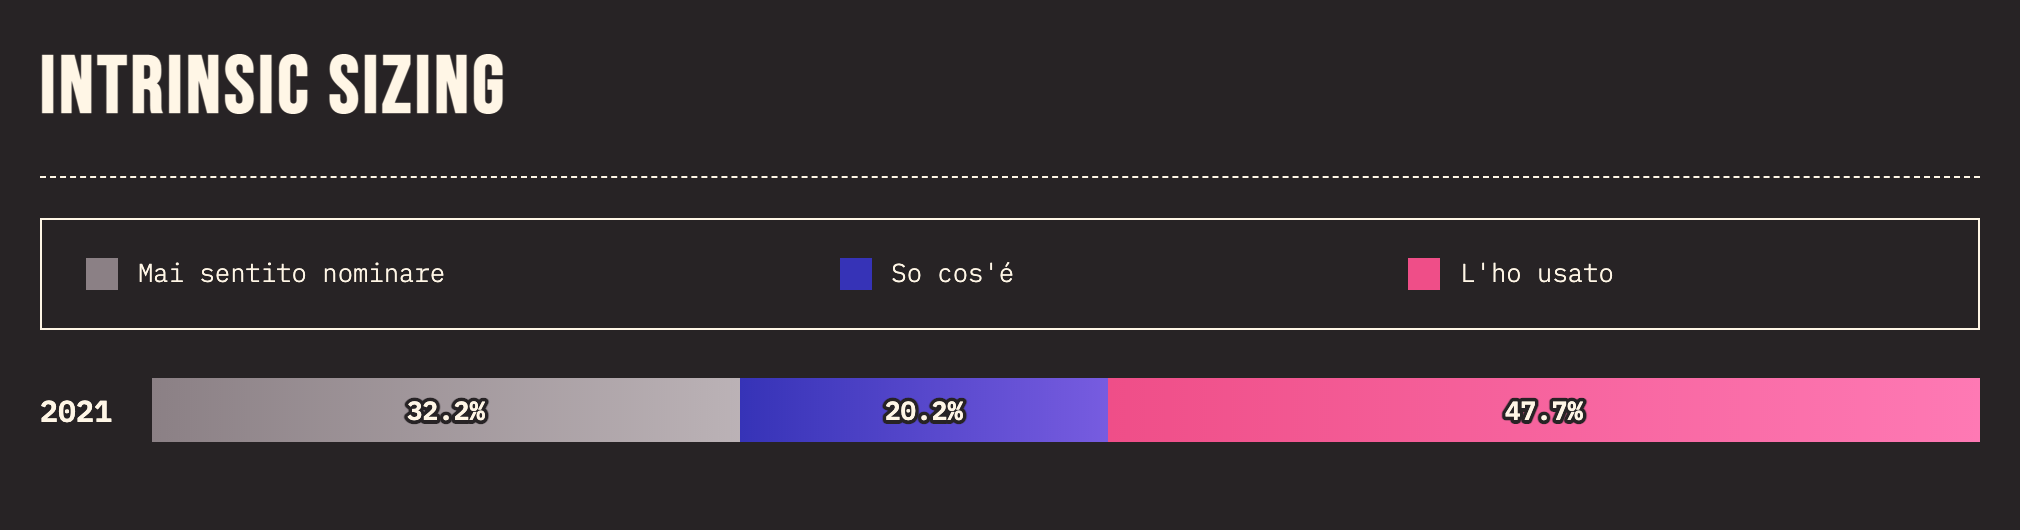 INTRINSIC SIZING
Mai sentito nominare So cos'é L'ho usato
2021 32.2% 20.2% 47.7%